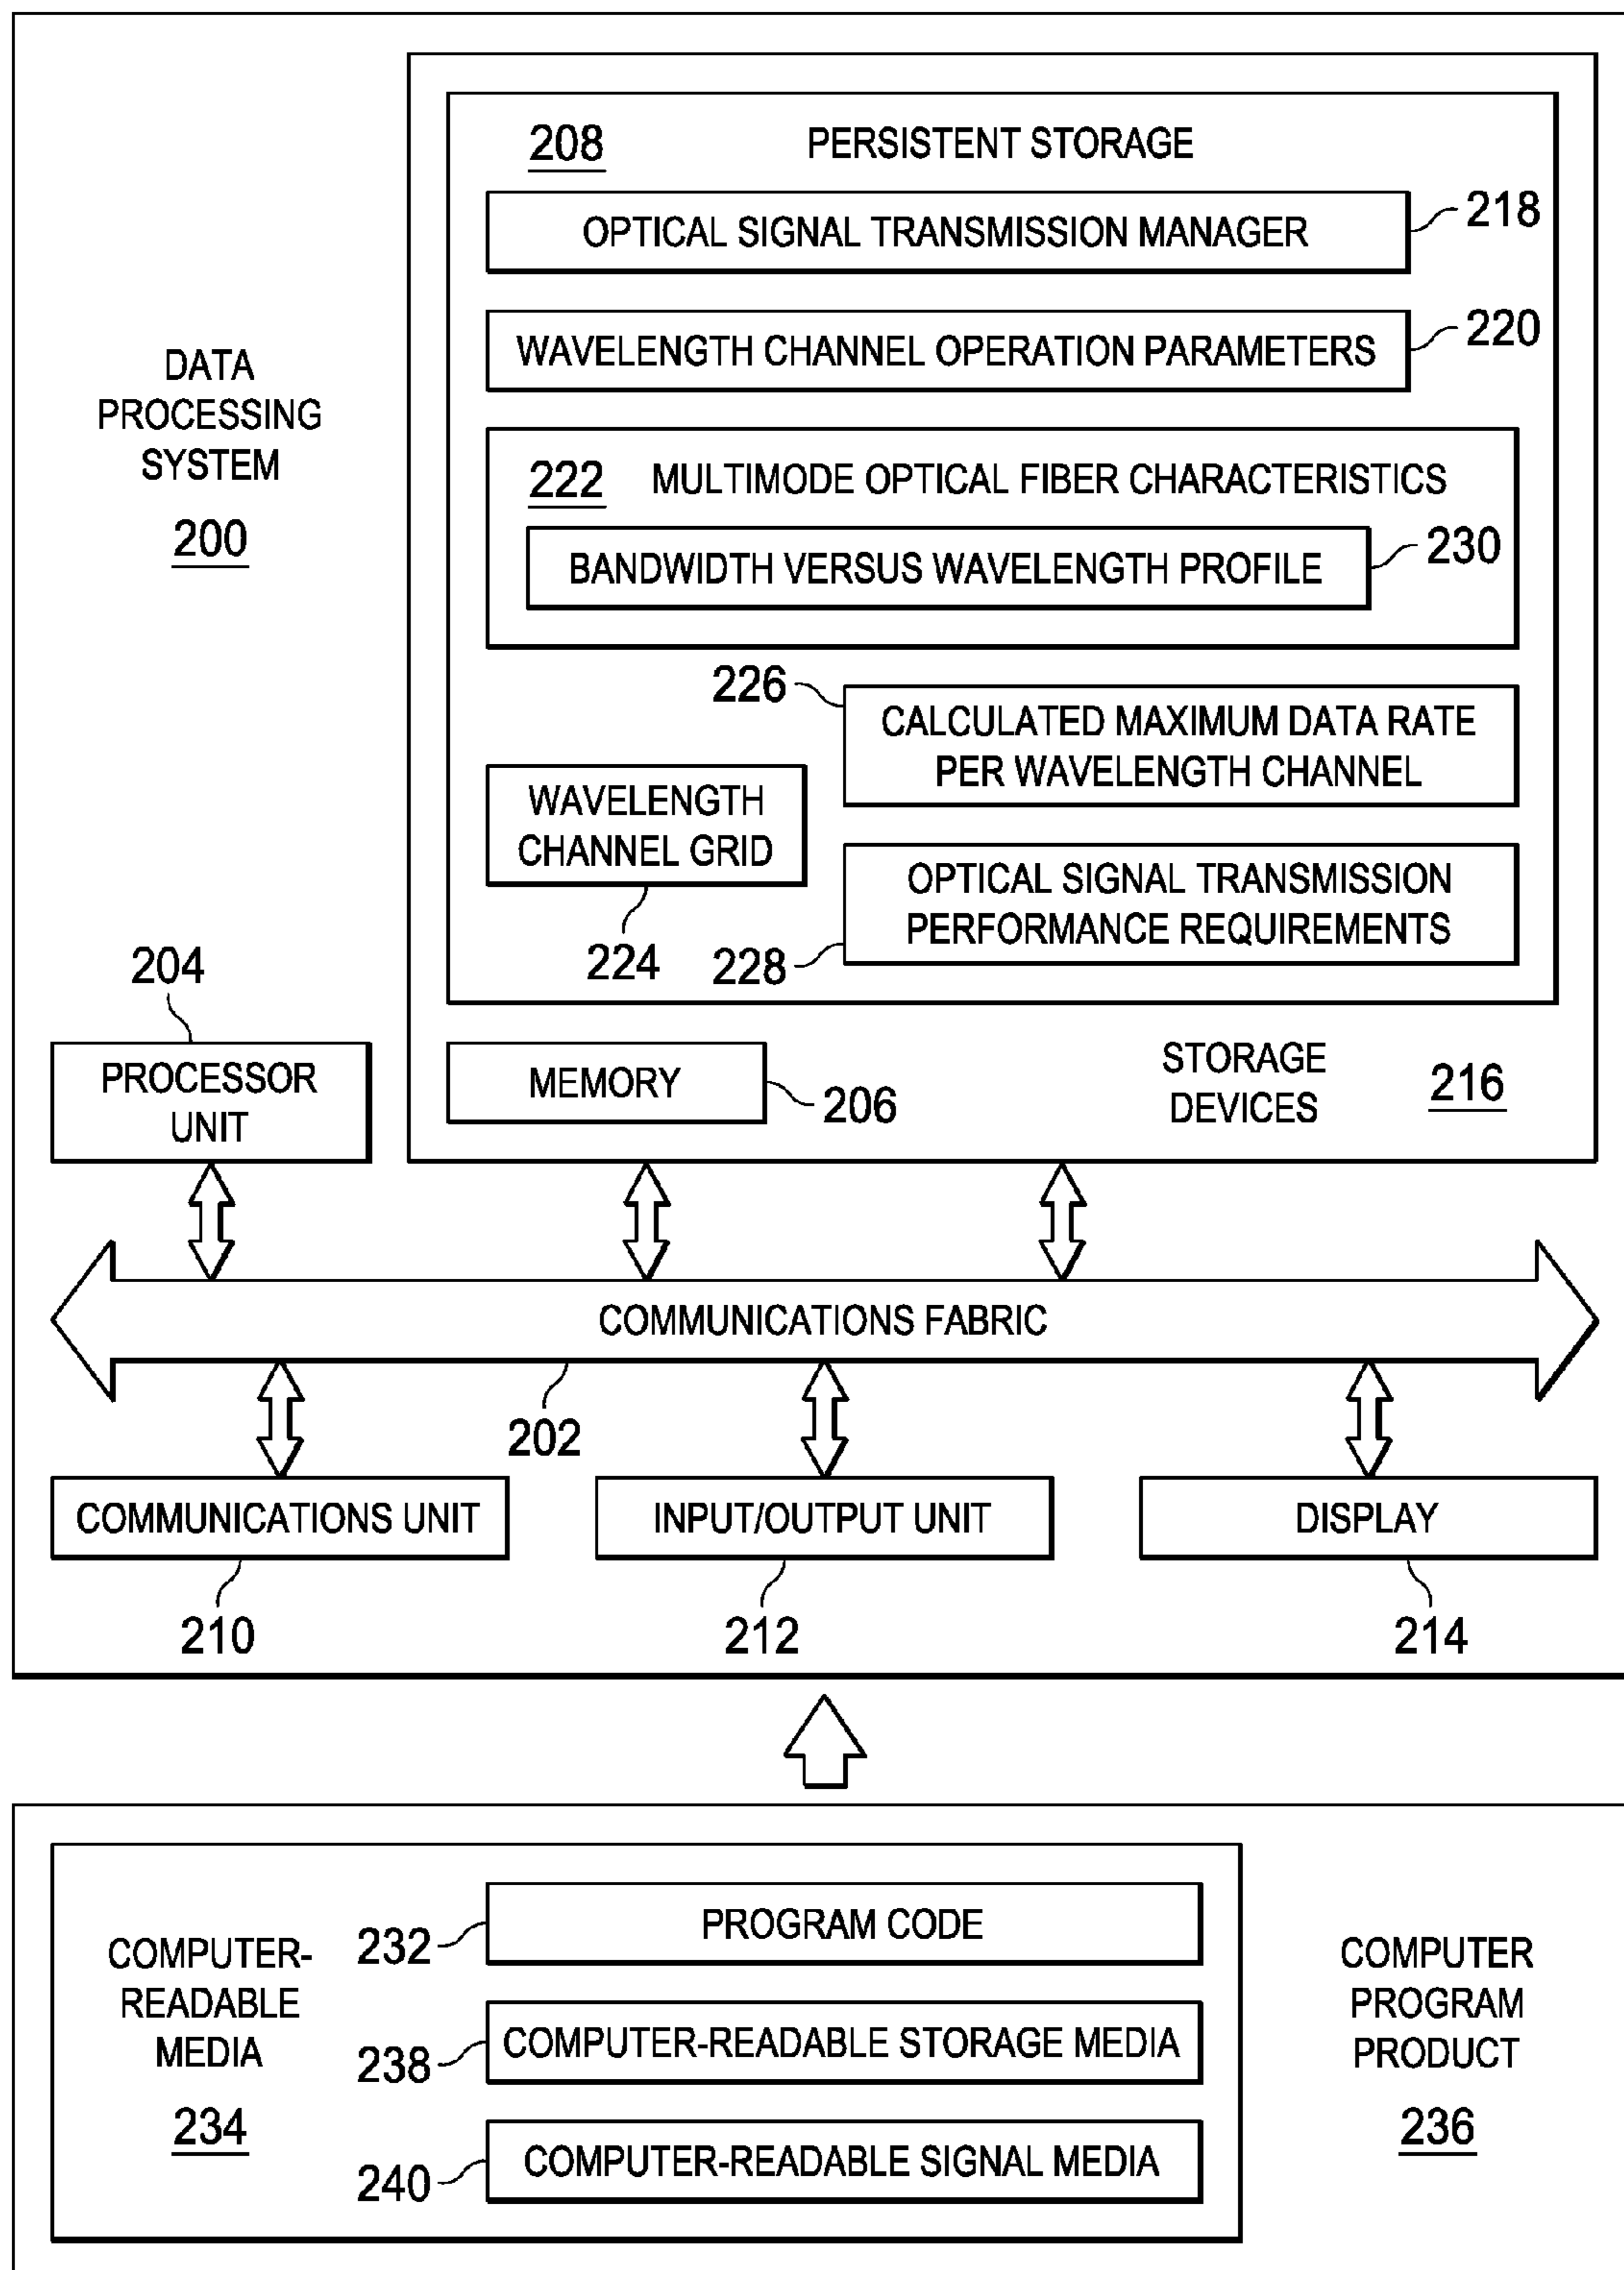 208 PERSISTENT STORAGE
OPTICAL SIGNAL TRANSMISSION MANAGER
218
WAVELENGTH CHANNEL OPERATION PARAMETERS
220
DATA
PROCESSING
SYSTEM
200
222 MULTIMODE OPTICAL FIBER CHARACTERISTICS
BANDWIDTH VERSUS WAVELENGTH PROFILE
230
226
CALCULATED MAXIMUM DATA RATE
PER WAVELENGTH CHANNEL
WAVELENGTH
CHANNEL GRID
224
OPTICAL SIGNAL TRANSMISSION
PERFORMANCE REQUIREMENTS
228
204
PROCESSOR
UNIT
MEMORY
206
STORAGE
DEVICES
216
COMMUNICATIONS FABRIC
202
COMMUNICATIONS UNIT
210
INPUT/OUTPUT UNIT
212
DISPLAY
214
COMPUTER-
READABLE
MEDIA
234
232
PROGRAM CODE
238
COMPUTER-READABLE STORAGE MEDIA
240
COMPUTER-READABLE SIGNAL MEDIA
COMPUTER
PROGRAM
PRODUCT
236